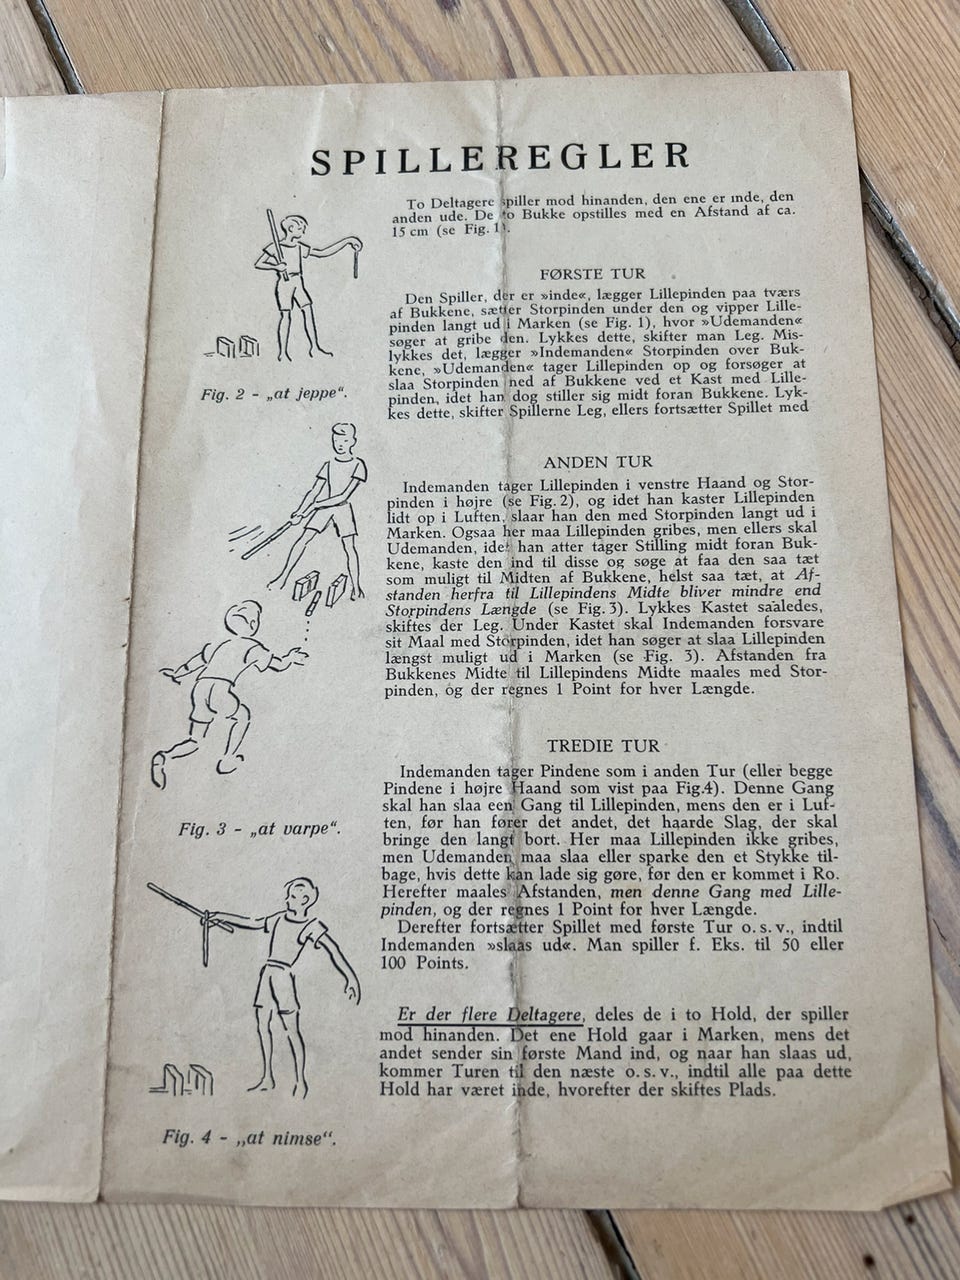 SPILLEREGLER
To Deltagere spiller mod hinanden, den ene er inde, den
anden ude. De to Bukke opstilles med en Afstand af ca.
15 cm (se Fig. 1).
FØRSTE TUR
Den Spiller, der er »inde«, lægger Lillepinden paa tværs
af Bukkene, sætter Storpinden under den og vipper Lille-
pinden langt ud i Marken (se Fig. 1), hvor »Udemanden«
søger at gribe den. Lykkes dette, skifter man Leg. Mis-
lykkes det, lægger »Indemanden« Storpinden over Buk-
kene, »Udemanden« tager Lillepinden op og forsøger at
slaa Storpinden ned af Bukkene ved et Kast med Lille-
pinden, idet han dog stiller sig midt foran Bukkene. Lyk-
kes dette, skifter Spillerne Leg, ellers fortsætter Spillet med
ANDEN TUR
Indemanden tager Lillepinden i venstre Haand og Stor-
pinden i højre (se Fig. 2), og idet han kaster Lillepinden
lidt op i Luften, slaar han den med Storpinden langt ud i
Marken. Ogsaa her maa Lillepinden gribes, men ellers skal
Udemanden, idet han atter tager Stilling midt foran Buk-
kene, kaste den ind til disse og søge at faa den saa tæt
som muligt til Midten af Bukkene, helst saa tæt, at Af-
standen herfra til Lillepindens Midte bliver mindre end
Storpindens Længde (se Fig. 3). Lykkes Kastet saaledes,
skiftes der Leg. Under Kastet skal Indemanden forsvare
sit Maal med Storpinden, idet han søger at slaa Lillepinden
længst muligt ud i Marken (se Fig. 3). Afstanden fra
Bukkenes Midte til Lillepindens Midte maales med Stor-
pinden, og der regnes 1 Point for hver Længde.
TREDIE TUR
Indemanden tager Pindene som i anden Tur (eller begge
Pindene i højre Haand som vist paa Fig.4). Denne Gang
skal han slaa een Gang til Lillepinden, mens den er i Luf-
ten, før han fører det andet, det haarde Slag, der skal
bringe den langt bort. Her maa Lillepinden ikke gribes,
men Udemanden maa slaa eller sparke den et Stykke til-
bage, hvis dette kan lade sig gøre, før den er kommet i Ro.
Herefter maales Afstanden, men denne Gang med Lille-
pinden, og der regnes 1 Point for hver Længde.
Derefter fortsætter Spillet med første Tur o. s. v., indtil
Indemanden »slaas ud«. Man spiller f. Eks. til 50 eller
100 Points.
Er der flere Deltagere, deles de i to Hold, der spiller
mod hinanden. Det ene Hold gaar i Marken, mens det
andet sender sin første Mand ind, og naar han slaas ud,
kommer Turen til den næste o. s. v., indtil alle paa dette
Hold har været inde, hvorefter der skiftes Plads.
Fig. 2 - „at jeppe“.
Fig. 3 - „at varpe“.
Fig. 4 - „at nimse“.